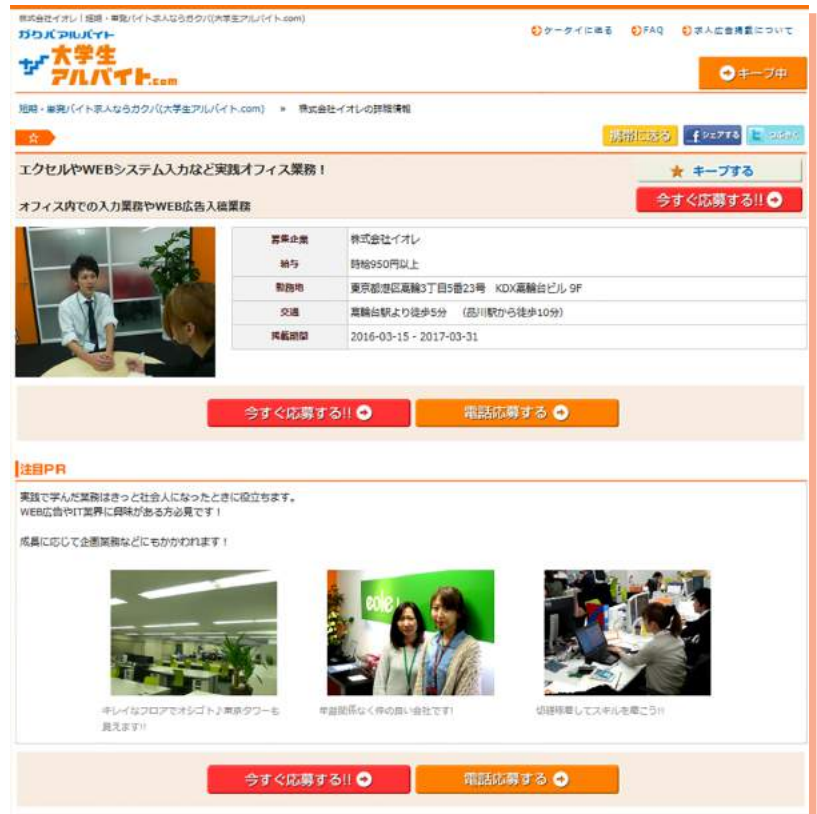 株式会社イオレ | 短期・単発バイト求人ならガクバ(大学生アルバイト.com)
ガクバアルバイト
大学生
アルバイト.com
ケータイに送る FAQ 求人広告掲載について
キープ中
短期・単発バイト求人ならガクバ(大学生アルバイト.com) » 株式会社イオレの詳細情報
☆
携帯に送る シェアする つぶやく
エクセルやWEBシステム入力など実践オフィス業務！
オフィス内での入力業務やWEB広告入稿業務
★ キープする
今すぐ応募する!!
募集企業 株式会社イオレ
給与 時給950円以上
勤務地 東京都港区高輪3丁目5番23号 KDX高輪台ビル 9F
交通 高輪台駅より徒歩5分 （品川駅から徒歩10分）
掲載期間 2016-03-15 - 2017-03-31
今すぐ応募する!! 電話応募する
注目PR
実践で学んだ業務はきっと社会人になったときに役立ちます。
WEB広告やIT業界に興味がある方必見です！
成長に応じて企画業務などにもかかわれます！
eole
キレイなフロアでオシゴト♪東京タワーも
見えます!!
年齢関係なく仲の良い会社です!
切磋琢磨してスキルを磨こう!!
今すぐ応募する!! 電話応募する